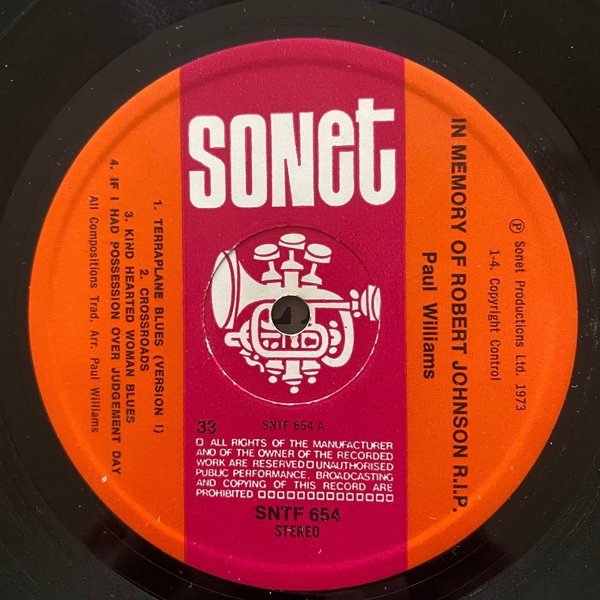 SONET
IN MEMORY OF ROBERT JOHNSON R.I.P.
Paul Williams
Ⓟ Sonet Productions Ltd. 1973
1-4. Copyright Control
1. TERRAPLANE BLUES (VERSION I)
2. CROSSROADS
3. KIND HEARTED WOMAN BLUES
4. IF I HAD POSSESSION OVER JUDGEMENT DAY
All Compositions Trad. Arr. Paul Williams
33
SNTF 654 A
□ ALL RIGHTS OF THE MANUFACTURER
AND OF THE OWNER OF THE RECORDED
WORK ARE RESERVED □ UNAUTHORISED
PUBLIC PERFORMANCE, BROADCASTING
AND COPYING OF THIS RECORD ARE
PROHIBITED □□□□□□□□□□□□□□
SNTF 654
STEREO